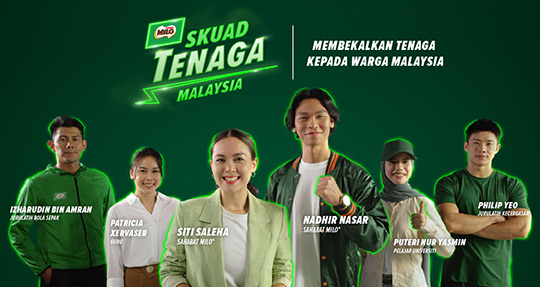 MILO
SKUAD
TENAGA
MALAYSIA
MEMBEKALKAN TENAGA
KEPADA WARGA MALAYSIA
IZHARUDIN BIN AMRAN
JURULATIH BOLA SEPAK
PATRICIA
XERVASER
GURU
SITI SALEHA
SAHABAT MILO®
NADHIR NASAR
SAHABAT MILO®
PUTERI NUR YASMIN
PELAJAR UNIVERSITI
PHILIP YEO
JURULATIH KECERGASAN